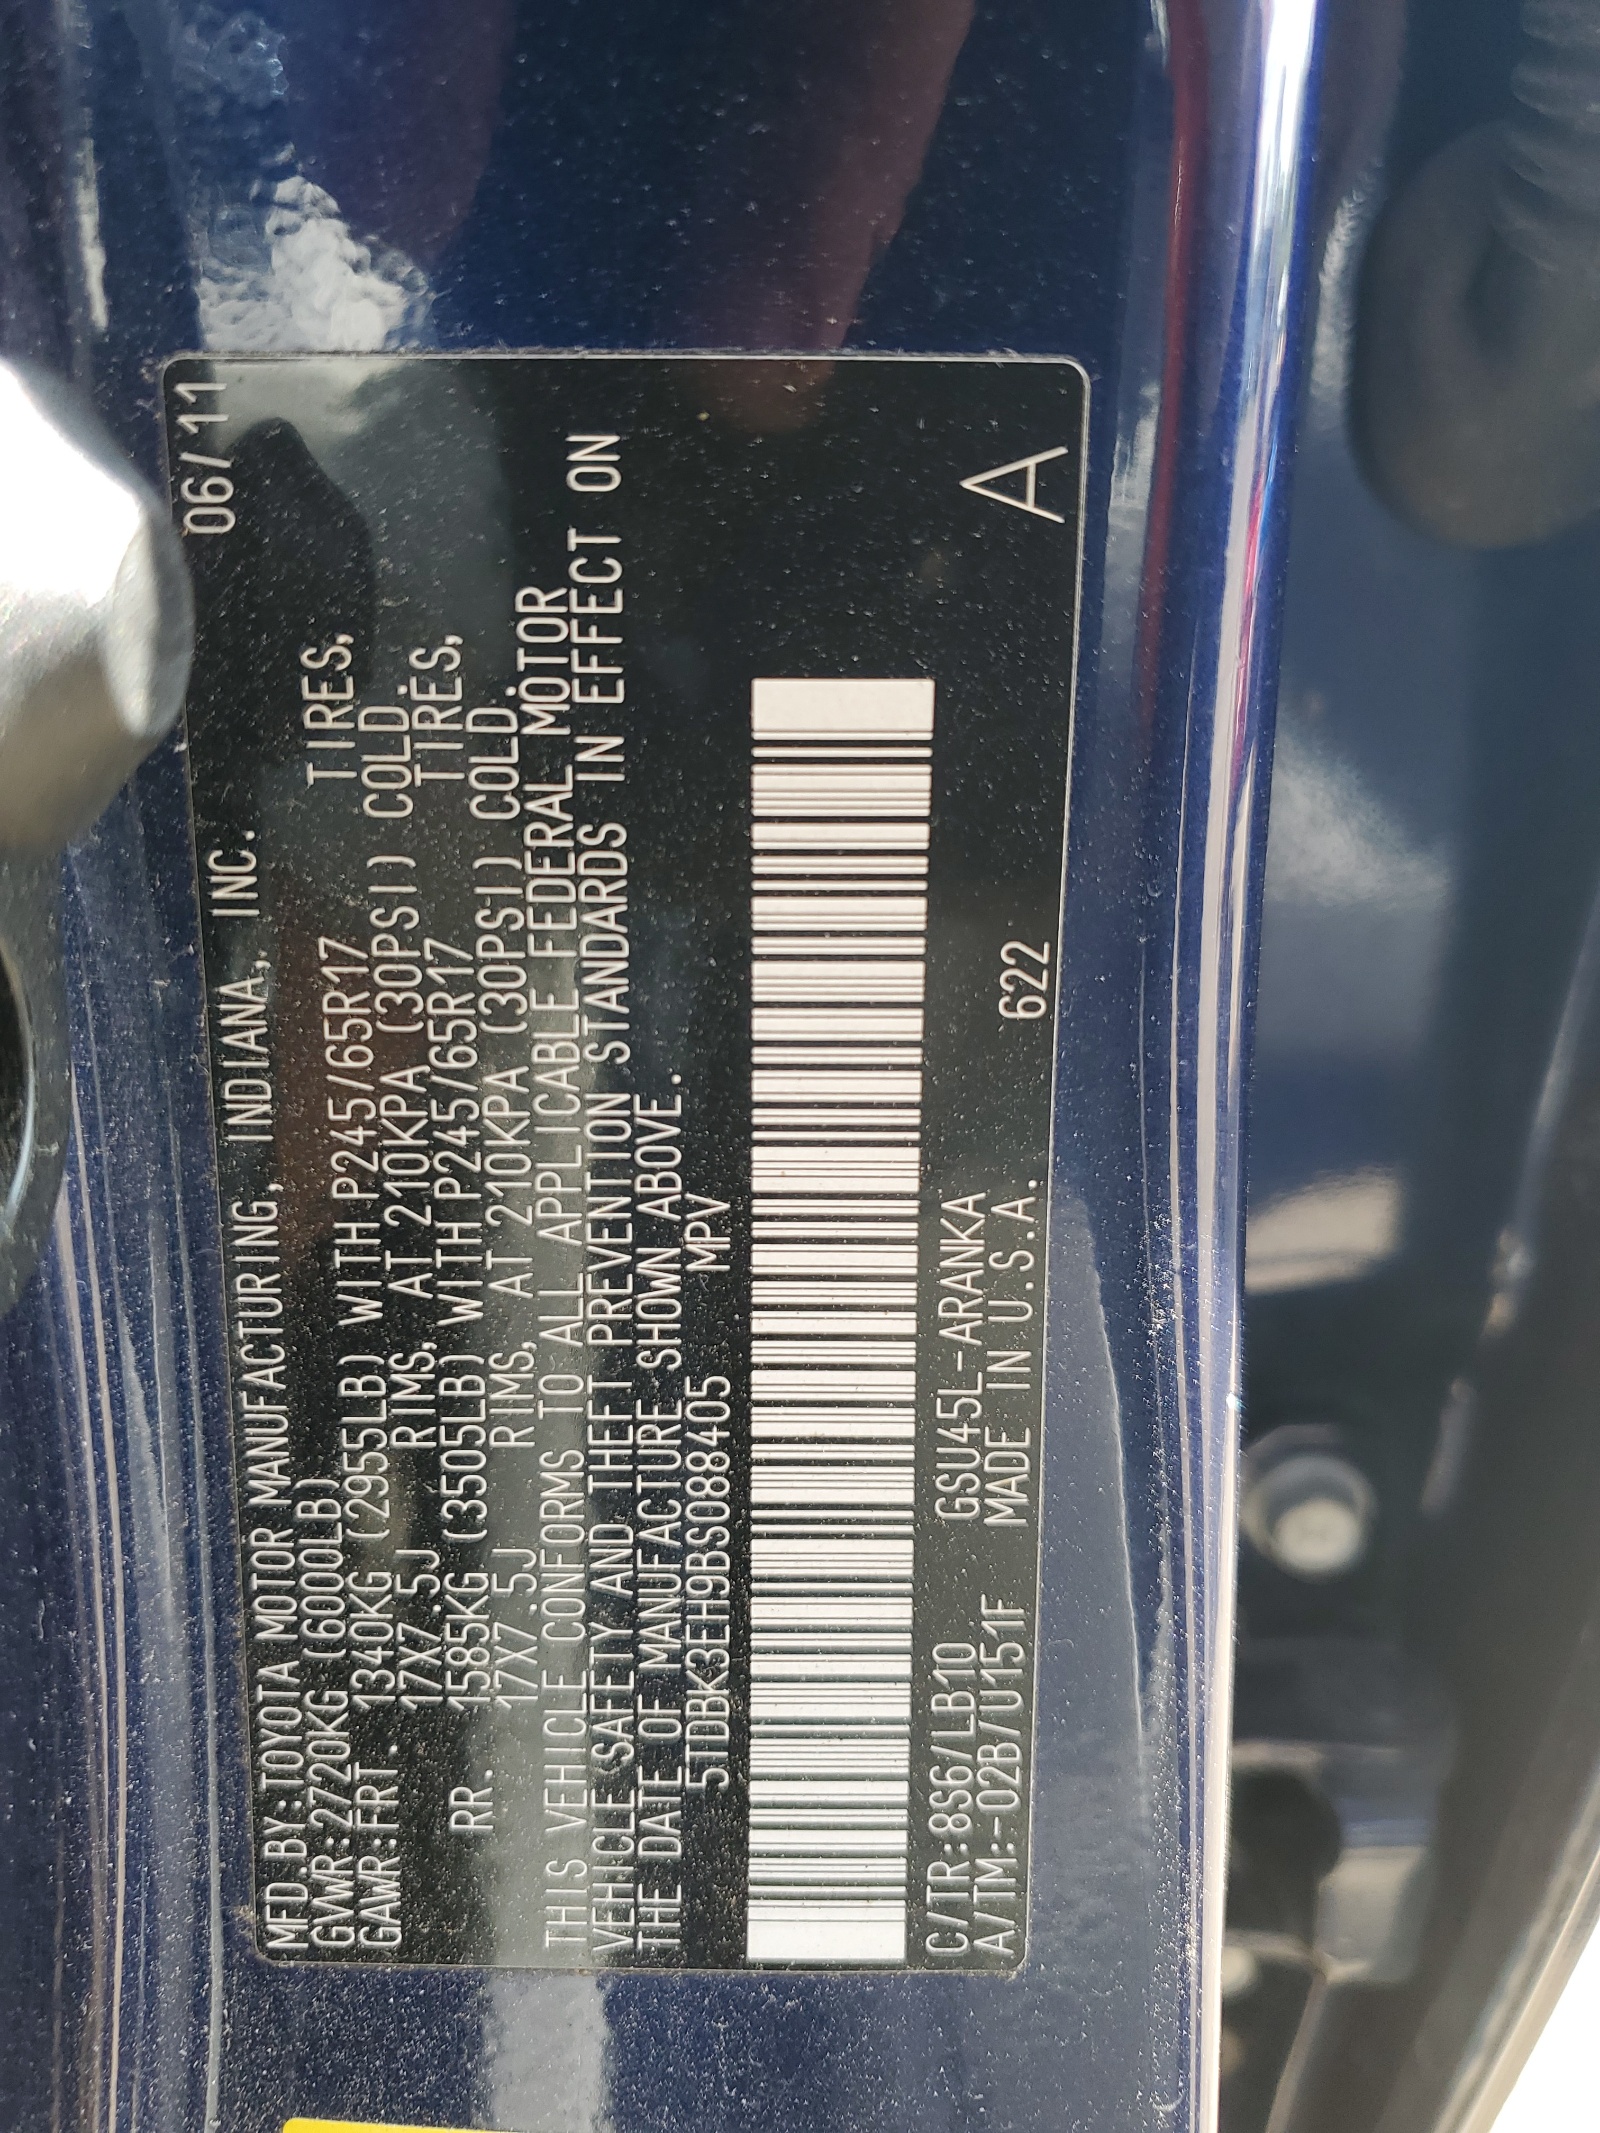 06/11
MFD.BY:TOYOTA MOTOR MANUFACTURING, INDIANA, INC.
GVWR:2720KG (6000LB)
GAWR:FRT. 1340KG (2955LB) WITH P245/65R17 TIRES,
17X7.5J RIMS, AT 210KPA (30PSI) COLD
RR. 1585KG (3505LB) WITH P245/65R17 TIRES,
17X7.5J RIMS, AT 210KPA (30PSI) COLD.
THIS VEHICLE CONFORMS TO ALL APPLICABLE FEDERAL MOTOR
VEHICLE SAFETY AND THEFT PREVENTION STANDARDS IN EFFECT ON
THE DATE OF MANUFACTURE SHOWN ABOVE.
5TDBK3EH9BS088405 MPV
C/TR:8S6/LB10 GSU45L-ARANKA
A/TM:-02B/U151F MADE IN U.S.A. 622
A